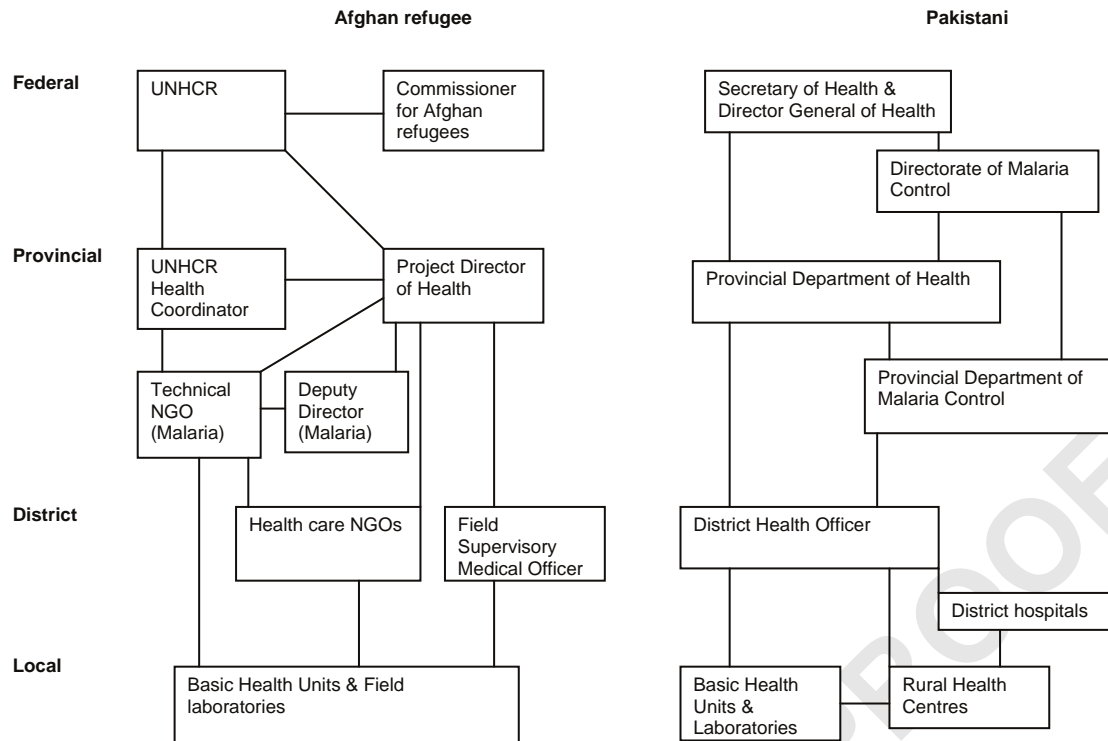 Afghan refugee
Pakistani
Federal
UNHCR
Commissioner
for Afghan
refugees
Secretary of Health &
Director General of Health
Directorate of Malaria
Control
Provincial
UNHCR
Health
Coordinator
Project Director
of Health
Provincial Department of Health
Technical
NGO
(Malaria)
Deputy
Director
(Malaria)
Provincial Department of
Malaria Control
District
Health care NGOs
Field
Supervisory
Medical Officer
District Health Officer
District hospitals
Local
Basic Health Units & Field
laboratories
Basic Health
Units &
Laboratories
Rural Health
Centres
PROOF